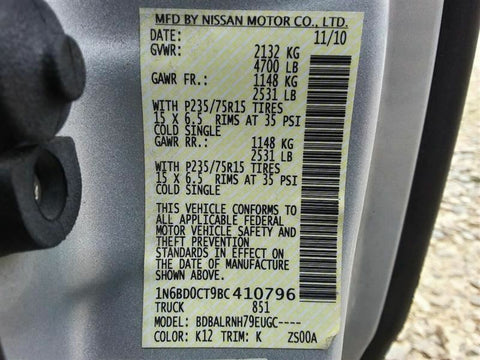 MFD BY NISSAN MOTOR CO., LTD.
DATE: 11/10
GVWR: 2132 KG
4700 LB
GAWR FR.: 1148 KG
2531 LB
WITH P235/75R15 TIRES
15 X 6.5 RIMS AT 35 PSI
COLD SINGLE
GAWR RR.: 1148 KG
2531 LB
WITH P235/75R15 TIRES
15 X 6.5 RIMS AT 35 PSI
COLD SINGLE
THIS VEHICLE CONFORMS TO
ALL APPLICABLE FEDERAL
MOTOR VEHICLE SAFETY AND
THEFT PREVENTION
STANDARDS IN EFFECT ON
THE DATE OF MANUFACTURE
SHOWN ABOVE.
1N6BD0CT9BC410796
TRUCK 851
MODEL: BDBALRNH79EUGC----
COLOR: K12 TRIM: K ZS00A